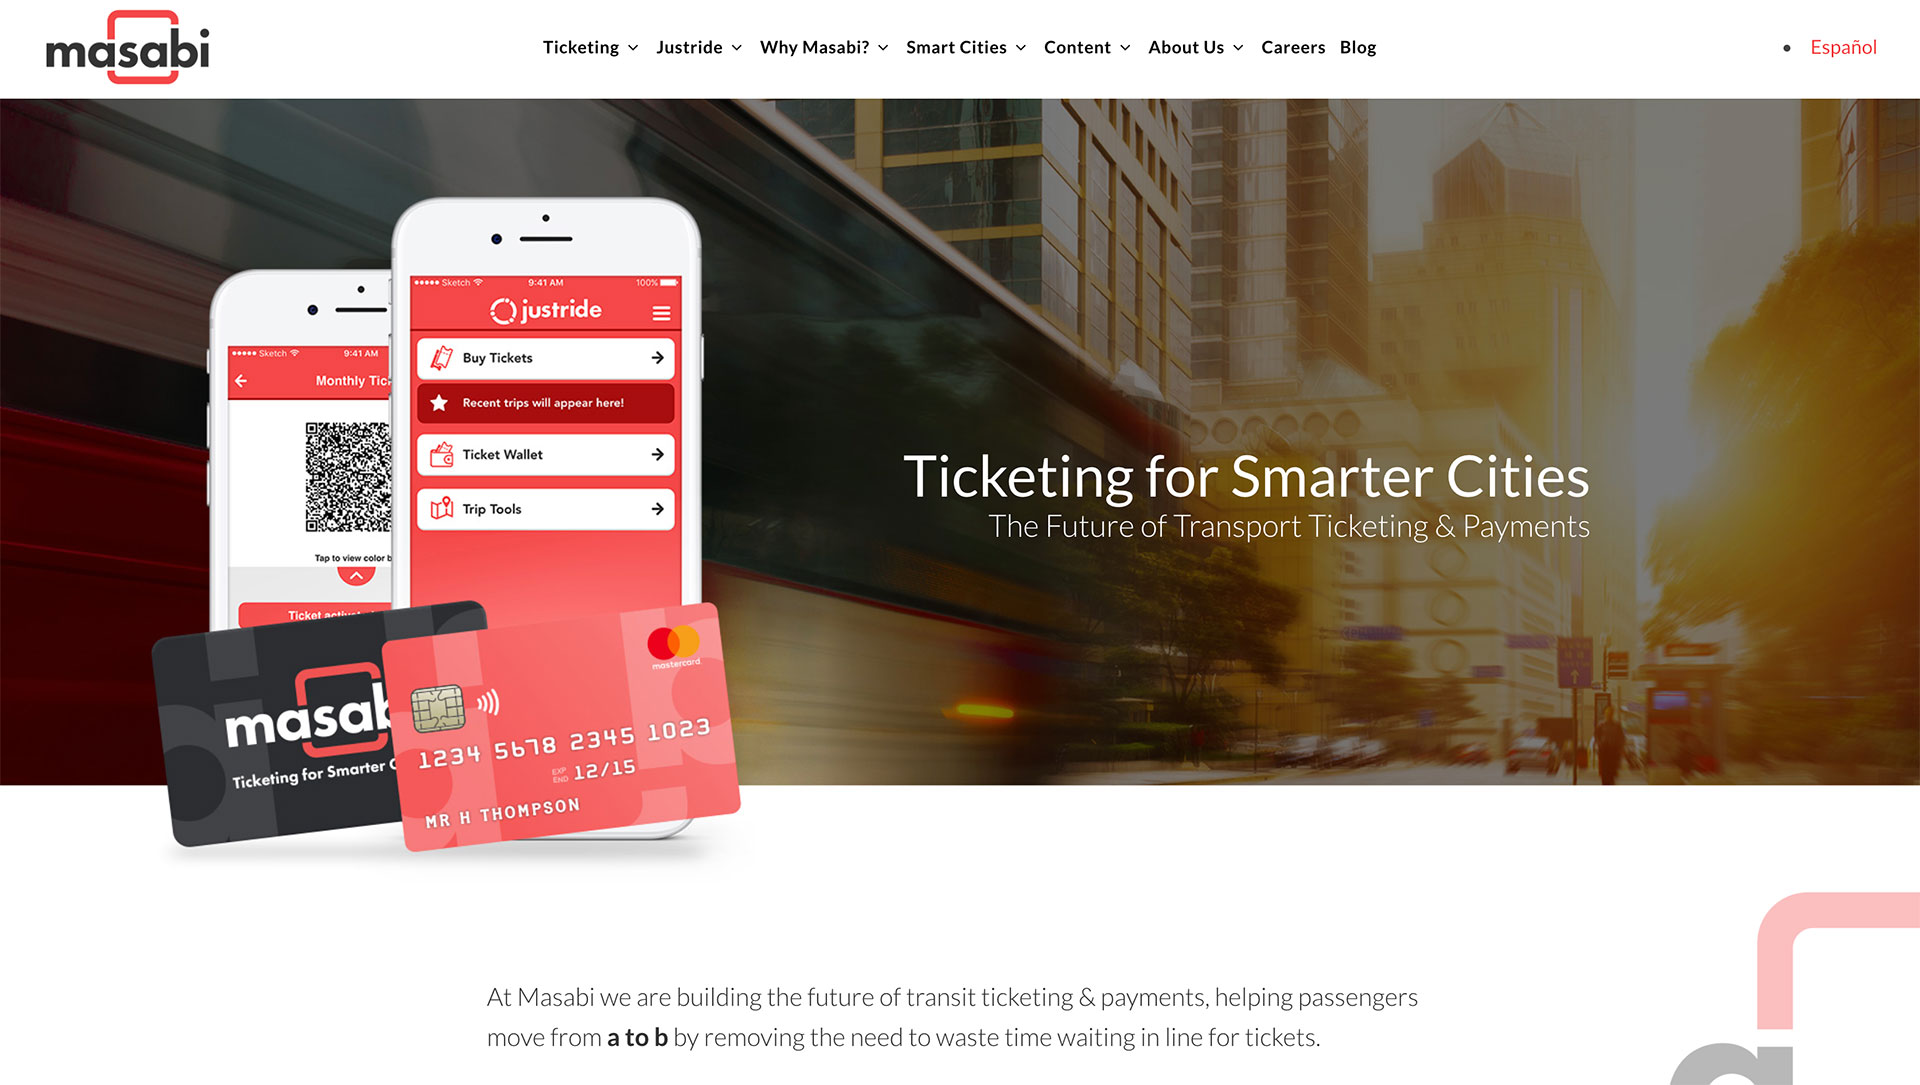 masabi
Ticketing Justride Why Masabi? Smart Cities Content About Us Careers Blog
Español
Sketch 9:41 AM 100%
justride
Buy Tickets
Recent trips will appear here!
Ticket Wallet
Trip Tools
Sketch 9:41 AM
Monthly
Tap to view color
Ticket
Ticketing for Smarter Cities
The Future of Transport Ticketing & Payments
masab
Ticketing for Smarter
mastercard
1234 5678 2345 1023
EXP END 12/15
MR H THOMPSON
At Masabi we are building the future of transit ticketing & payments, helping passengers
move from a to b by removing the need to waste time waiting in line for tickets.